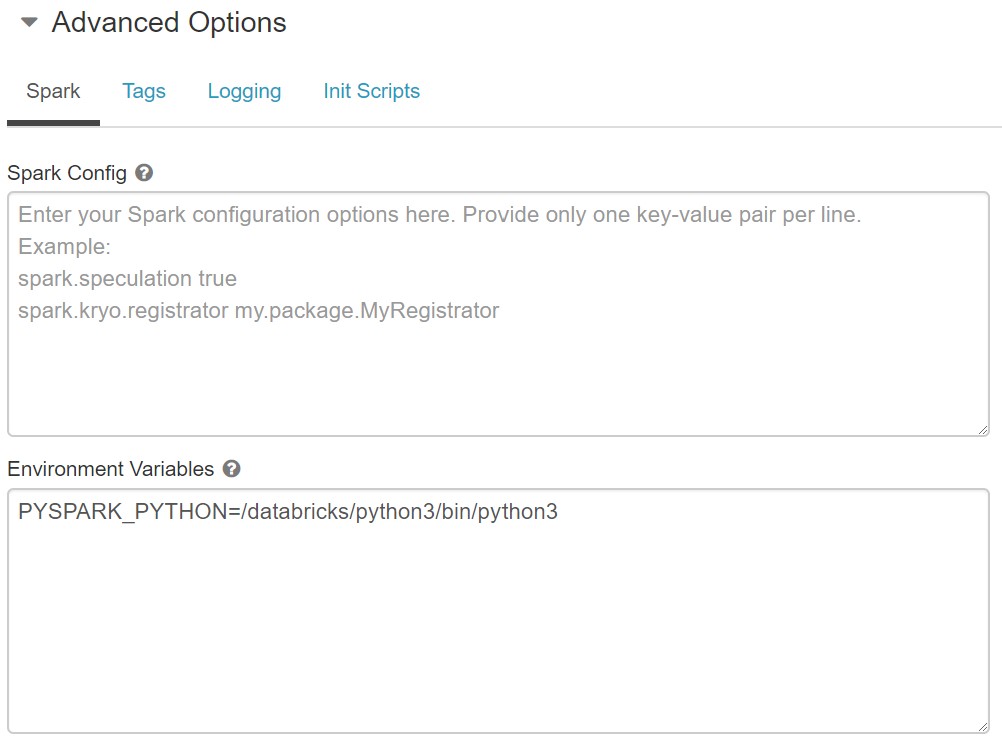 Advanced Options
Spark Tags Logging Init Scripts
Spark Config ?
Enter your Spark configuration options here. Provide only one key-value pair per line.
Example:
spark.speculation true
spark.kryo.registrator my.package.MyRegistrator
Environment Variables ?
PYSPARK_PYTHON=/databricks/python3/bin/python3